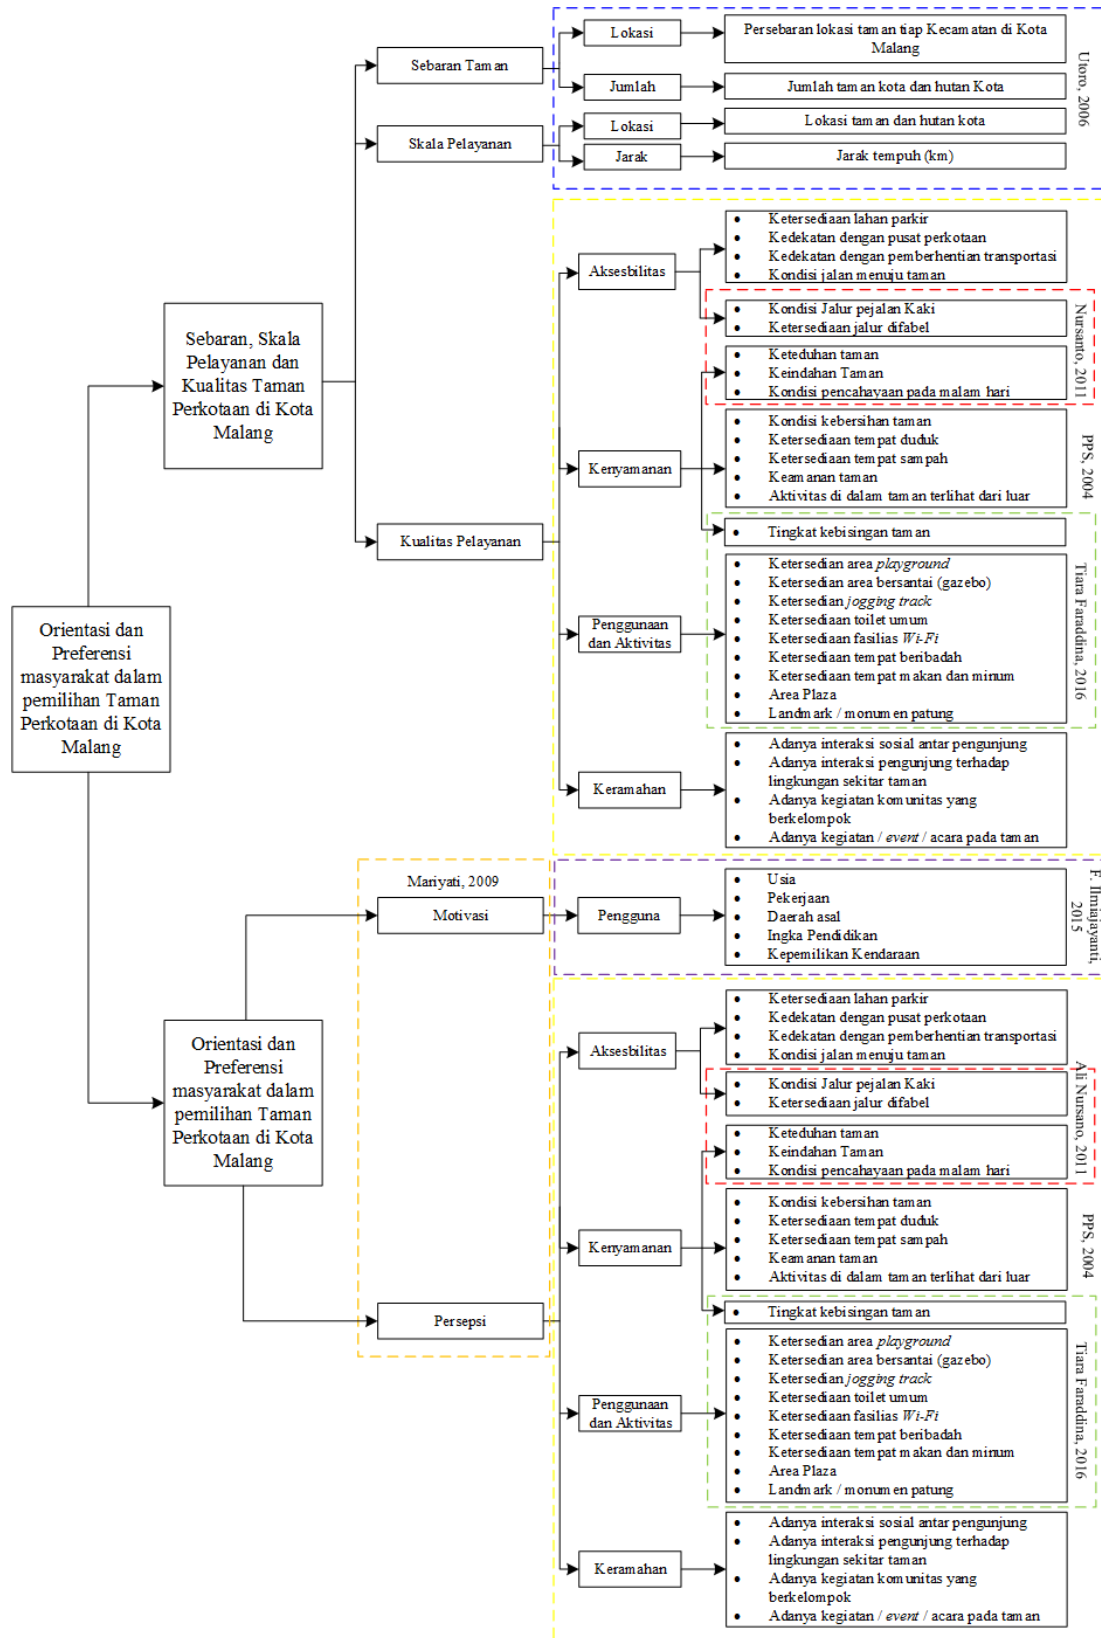 Lokasi
Persebaran lokasi taman tiap Kecamatan di Kota
Malang
Sebaran Taman
Jumlah
Jumlah taman kota dan hutan Kota
Utoro, 2006
Skala Pelayanan
Lokasi
Lokasi taman dan hutan kota
Jarak
Jarak tempuh (km)
Sebaran, Skala
Pelayanan dan
Kualitas Taman
Perkotaan di Kota
Malang
Kualitas Pelayanan
Aksesbilitas
• Ketersediaan lahan parkir
• Kedekatan dengan pusat perkotaan
• Kedekatan dengan pemberhentian transportasi
• Kondisi jalan menuju taman
• Kondisi Jalur pejalan Kaki
• Ketersediaan jalur difabel
Nursanto, 2011
Kenyamanan
• Keteduhan taman
• Keindahan Taman
• Kondisi pencahayaan pada malam hari
• Kondisi kebersihan taman
• Ketersediaan tempat duduk
• Ketersediaan tempat sampah
• Keamanan taman
• Aktivitas di dalam taman terlihat dari luar
PPS, 2004
• Tingkat kebisingan taman
Penggunaan
dan Aktivitas
• Ketersedian area playground
• Ketersedian area bersantai (gazebo)
• Ketersedian jogging track
• Ketersediaan toilet umum
• Ketersediaan fasilias Wi-Fi
• Ketersediaan tempat beribadah
• Ketersediaan tempat makan dan minum
• Area Plaza
• Landmark / monumen patung
Tiara Faraddina, 2016
Keramahan
• Adanya interaksi sosial antar pengunjung
• Adanya interaksi pengunjung terhadap
lingkungan sekitar taman
• Adanya kegiatan komunitas yang
berkelompok
• Adanya kegiatan / event / acara pada taman
Orientasi dan
Preferensi
masyarakat dalam
pemilihan Taman
Perkotaan di Kota
Malang
Orientasi dan
Preferensi
masyarakat dalam
pemilihan Taman
Perkotaan di Kota
Malang
Mariyati, 2009
Motivasi
Pengguna
• Usia
• Pekerjaan
• Daerah asal
• Ingka Pendidikan
• Kepemilikan Kendaraan
F. Ilmiajayanti,
2015
Persepsi
Aksesbilitas
• Ketersediaan lahan parkir
• Kedekatan dengan pusat perkotaan
• Kedekatan dengan pemberhentian transportasi
• Kondisi jalan menuju taman
• Kondisi Jalur pejalan Kaki
• Ketersediaan jalur difabel
Ali Nursano, 2011
Kenyamanan
• Keteduhan taman
• Keindahan Taman
• Kondisi pencahayaan pada malam hari
• Kondisi kebersihan taman
• Ketersediaan tempat duduk
• Ketersediaan tempat sampah
• Keamanan taman
• Aktivitas di dalam taman terlihat dari luar
PPS, 2004
• Tingkat kebisingan taman
Penggunaan
dan Aktivitas
• Ketersedian area playground
• Ketersedian area bersantai (gazebo)
• Ketersedian jogging track
• Ketersediaan toilet umum
• Ketersediaan fasilias Wi-Fi
• Ketersediaan tempat beribadah
• Ketersediaan tempat makan dan minum
• Area Plaza
• Landmark / monumen patung
Tiara Faraddina, 2016
Keramahan
• Adanya interaksi sosial antar pengunjung
• Adanya interaksi pengunjung terhadap
lingkungan sekitar taman
• Adanya kegiatan komunitas yang
berkelompok
• Adanya kegiatan / event / acara pada taman